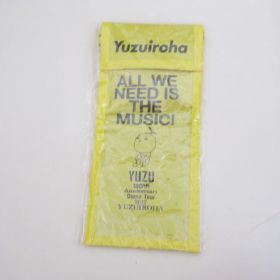 Yuzuiroha
ALL WE
NEED IS
THE
MUSIC!
YUZU
Anniversary
Dome Tour
YUZUIROHA